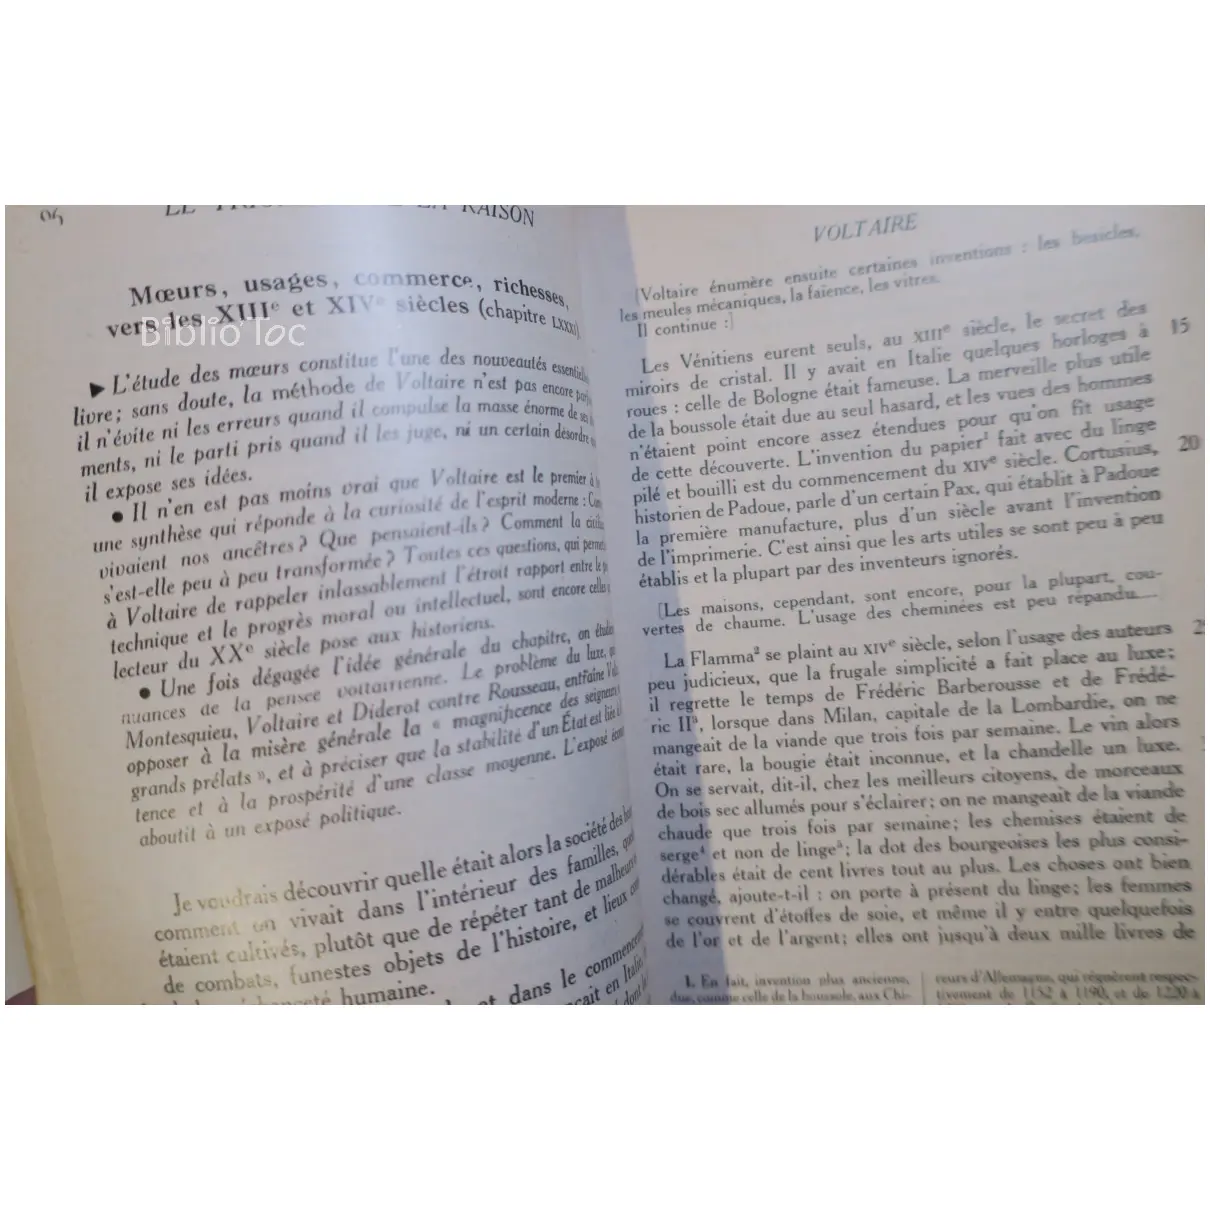 RAISON
Mœurs, usages, commerce, richesses,
vers les XIIIe et XIVe siècles (chapitre LXXXI)
Biblio loc
▶ L'étude des mœurs constitue l'une des nouveautés
livre; sans doute, la méthode de Voltaire n'est pas encore
il n'évite ni les erreurs quand il compulse la masse énorme de ses
ments, ni le parti pris quand il les juge, ni un certain désordre
il expose ses idées.
● Il n'en est pas moins vrai que Voltaire est le premier à
une synthèse qui réponde à la curiosité de l'esprit moderne :
vivaient nos ancêtres? Que pensaient-ils? Comment la
s'est-elle peu à peu transformée? Toutes ces questions, qui
à Voltaire de rappeler inlassablement l'étroit rapport entre le
technique et le progrès moral ou intellectuel, sont encore celles
lecteur du XXe siècle pose aux historiens.
● Une fois dégagée l'idée générale du chapitre, on
nuances de la pensée voltairienne. Le problème du luxe,
Montesquieu, Voltaire et Diderot contre Rousseau, entraîne
opposer à la misère générale la « magnificence des seigneurs
grands prélats », et à préciser que la stabilité d'un État est liée
tence et à la prospérité d'une classe moyenne. L'exposé
aboutit à un exposé politique.
Je voudrais découvrir quelle était alors la société des
comment on vivait dans l'intérieur des familles,
étaient cultivés, plutôt que de répéter tant de malheurs
de combats, funestes objets de l'histoire, et lieux
humaine.
dans le
en Italie
VOLTAIRE
[Voltaire énumère ensuite certaines inventions : les besicles,
les meules mécaniques, la faïence, les vitres.
Il continue :]
Les Vénitiens eurent seuls, au XIIIe siècle, le secret des
miroirs de cristal. Il y avait en Italie quelques horloges à 15
roues : celle de Bologne était fameuse. La merveille plus utile
de la boussole était due au seul hasard, et les vues des hommes
n'étaient point encore assez étendues pour qu'on fît usage
de cette découverte. L'invention du papier1 fait avec du linge
pilé et bouilli est du commencement du XIVe siècle. Cortusius, 20
historien de Padoue, parle d'un certain Pax, qui établit à Padoue
la première manufacture, plus d'un siècle avant l'invention
de l'imprimerie. C'est ainsi que les arts utiles se sont peu à peu
établis et la plupart par des inventeurs ignorés.
[Les maisons, cependant, sont encore, pour la plupart, cou-
vertes de chaume. L'usage des cheminées est peu répandu....
La Flamma2 se plaint au XIVe siècle, selon l'usage des auteurs
peu judicieux, que la frugale simplicité a fait place au luxe;
il regrette le temps de Frédéric Barberousse et de Frédé-
ric II3, lorsque dans Milan, capitale de la Lombardie, on ne
mangeait de la viande que trois fois par semaine. Le vin alors
était rare, la bougie était inconnue, et la chandelle un luxe.
On se servait, dit-il, chez les meilleurs citoyens, de morceaux
de bois sec allumés pour s'éclairer; on ne mangeait de la viande
chaude que trois fois par semaine; les chemises étaient de
serge4 et non de linge5; la dot des bourgeoises les plus consi-
dérables était de cent livres tout au plus. Les choses ont bien
changé, ajoute-t-il : on porte à présent du linge; les femmes
se couvrent d'étoffes de soie, et même il y entre quelquefois
de l'or et de l'argent; elles ont jusqu'à deux mille livres de
1. En fait, invention plus ancienne,
due, comme celle de la boussole, aux Chi-
reurs d'Allemagne, qui régnèrent respec-
tivement de 1152 à 1190, et de 1220 à